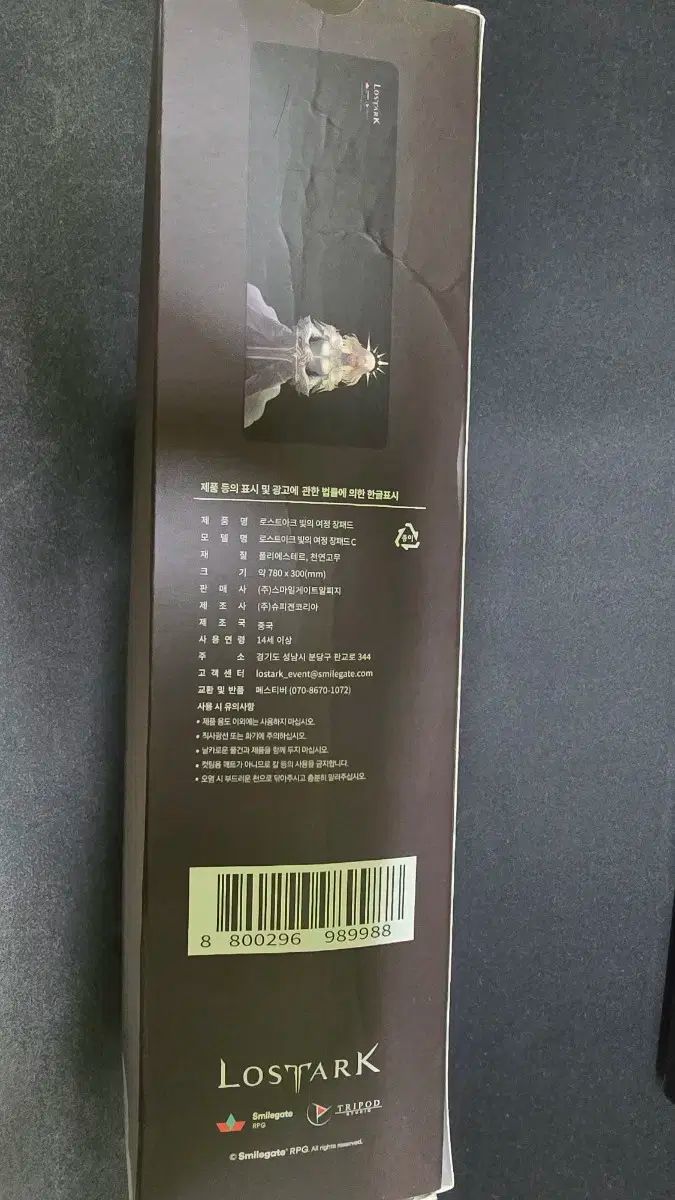 LOSTARK
제품 등의 표시 및 광고에 관한 법률에 의한 한글표시
제 품 명 로스트아크 빛의 여정 장패드
모 델 명 로스트아크 빛의 여정 장패드 C
재 질 폴리에스테르, 천연고무
크 기 약 780 x 300(mm)
판 매 사 (주)스마일게이트알피지
제 조 사 (주)슈피겐코리아
제 조 국 중국
사 용 연 령 14세 이상
주 소 경기도 성남시 분당구 판교로 344
고 객 센 터 lostark_event@smilegate.com
교환 및 반품 메스티버 (070-8670-1072)
종이
사용 시 유의사항
• 제품 용도 이외에는 사용하지 마십시오.
• 직사광선 또는 화기에 주의하십시오.
• 날카로운 물건과 제품을 함께 두지 마십시오.
• 컷팅용 매트가 아니므로 칼 등의 사용을 금지합니다.
• 오염 시 부드러운 천으로 닦아주시고 충분히 말려주십시오.
8 800296 989988
LOSTARK
Smilegate
RPG
TRIPOD
STUDIO
© Smilegate RPG. All rights reserved.